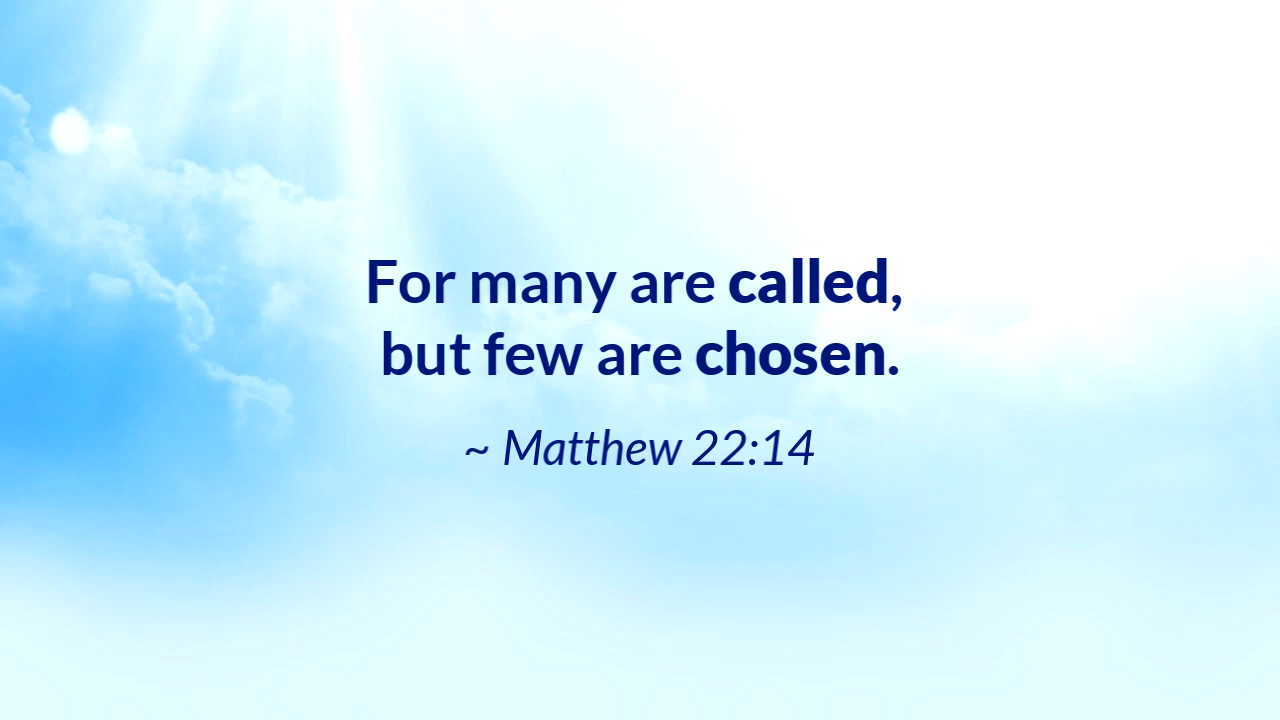 For many are called,
but few are chosen.
~ Matthew 22:14